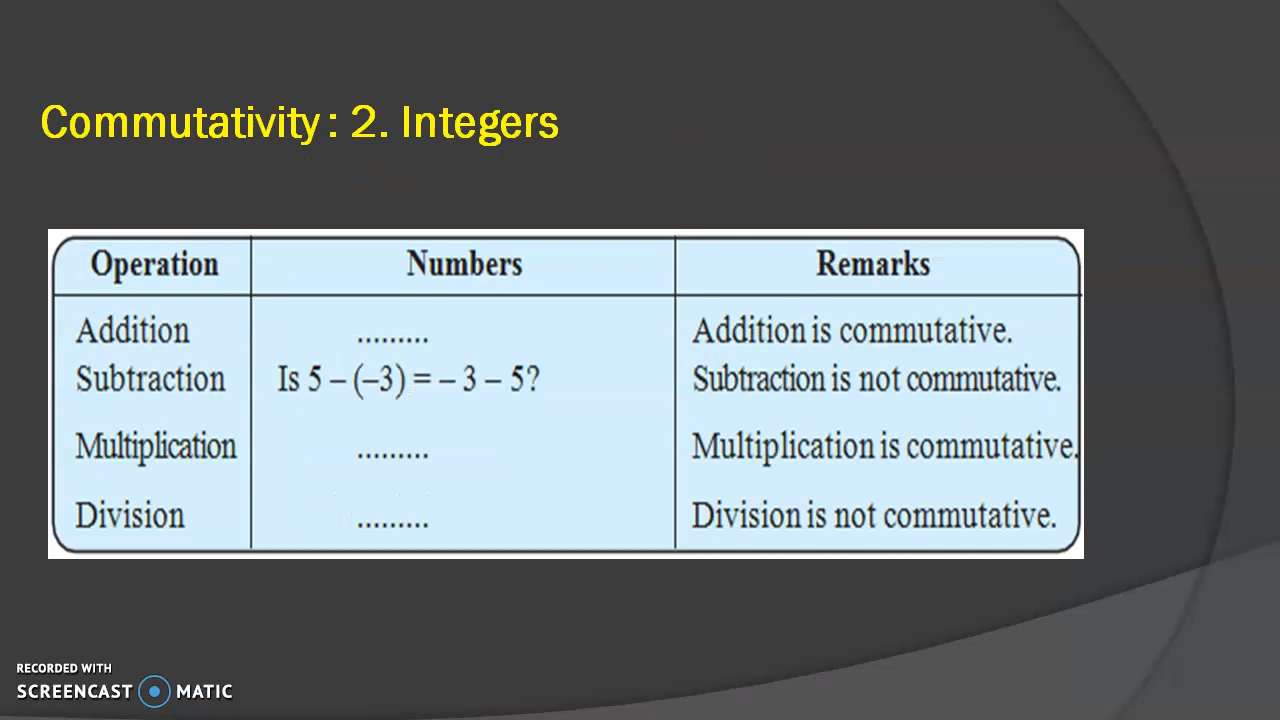 Commutativity : 2. Integers
Operation Numbers Remarks
Addition ......... Addition is commutative.
Subtraction Is 5 – (–3) = – 3 – 5? Subtraction is not commutative.
Multiplication ......... Multiplication is commutative.
Division ......... Division is not commutative.
RECORDED WITH
SCREENCAST MATIC